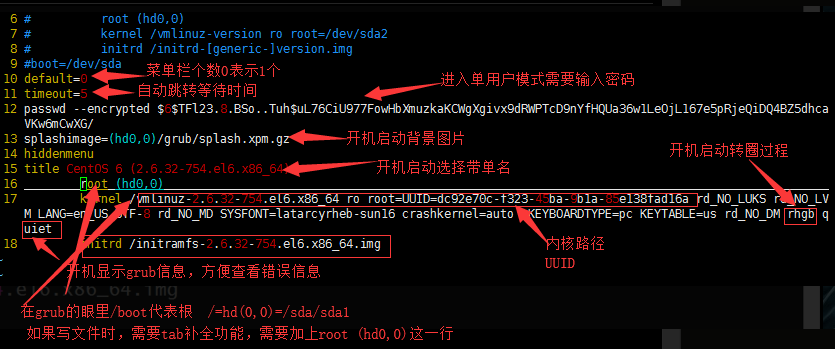 6 #          root (hd0,0)
7 #          kernel /vmlinuz-version ro root=/dev/sda2
8 #          initrd /initrd-[generic-]version.img
9 #boot=/dev/sda
10 default=0
菜单栏个数0表示1个
11 timeout=5
自动跳转等待时间
进入单用户模式需要输入密码
12 passwd --encrypted $6$TFl23.8.BSo..Tuh$uL76CiU977FowHbXmuzkaKCWgXgivx9dRWPTcD9nYfHQUa36w1LeOjL167e5pRjeQiDQ4BZ5dhca
VKw6mCwXG/
13 splashimage=(hd0,0)/grub/splash.xpm.gz
开机启动背景图片
14 hiddenmenu
15 title CentOS 6 (2.6.32-754.el6.x86_64)
开机启动选择带单名
开机启动转圈过程
16         root (hd0,0)
17         kernel /vmlinuz-2.6.32-754.el6.x86_64 ro root=UUID=dc92e70c-f323-45ba-9b1a-85e138fad16a rd_NO_LUKS rd_NO_LV
M LANG=en_US.UTF-8 rd_NO_MD SYSFONT=latarcyrheb-sun16 crashkernel=auto  KEYBOARDTYPE=pc KEYTABLE=us rd_NO_DM rhgb q
uiet
18         initrd /initramfs-2.6.32-754.el6.x86_64.img
内核路径
UUID
开机显示grub信息，方便查看错误信息
在grub的眼里/boot代表根  /=hd(0,0)=/sda/sda1
如果写文件时，需要tab补全功能，需要加上root (hd0,0)这一行